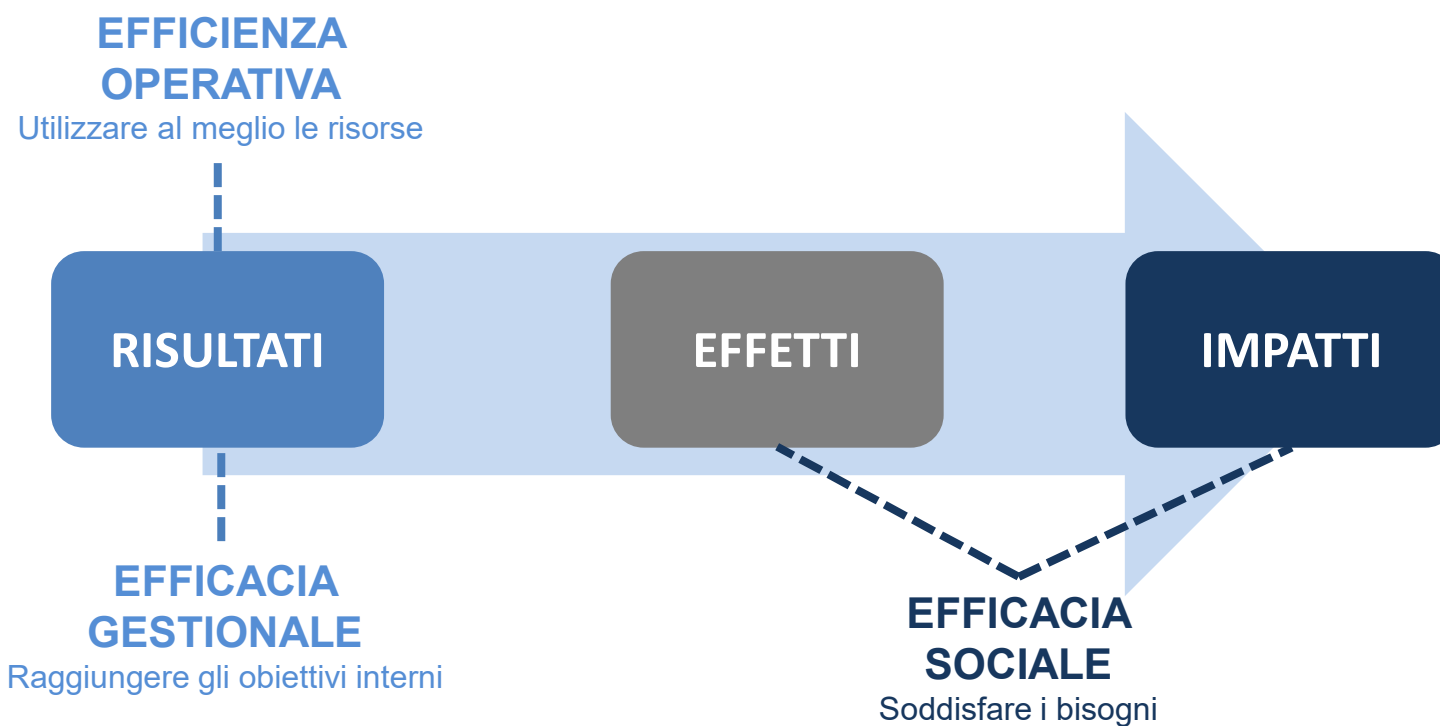 EFFICIENZA
OPERATIVA
Utilizzare al meglio le risorse
RISULTATI
EFFETTI
IMPATTI
EFFICACIA
GESTIONALE
Raggiungere gli obiettivi interni
EFFICACIA
SOCIALE
Soddisfare i bisogni